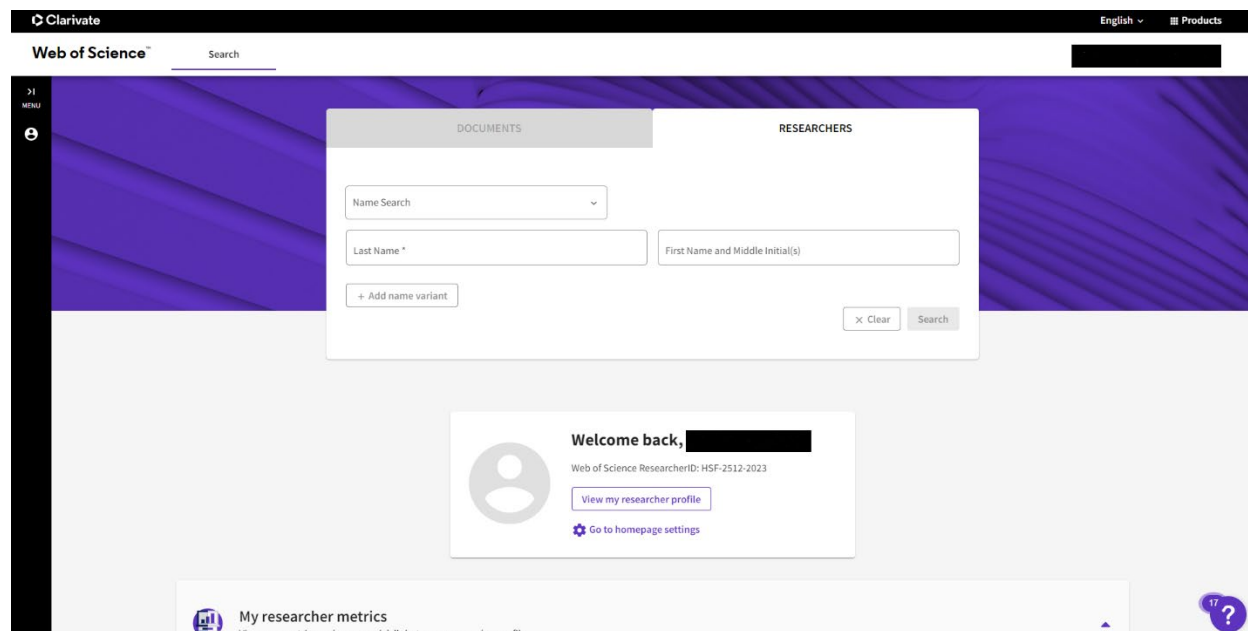 Clarivate
English
Products
Web of Science™
Search
MENU
DOCUMENTS
RESEARCHERS
Name Search
Last Name *
First Name and Middle Initial(s)
+ Add name variant
× Clear
Search
Welcome back,
Web of Science ResearcherID: HSF-2512-2023
View my researcher profile
Go to homepage settings
My researcher metrics
17
?